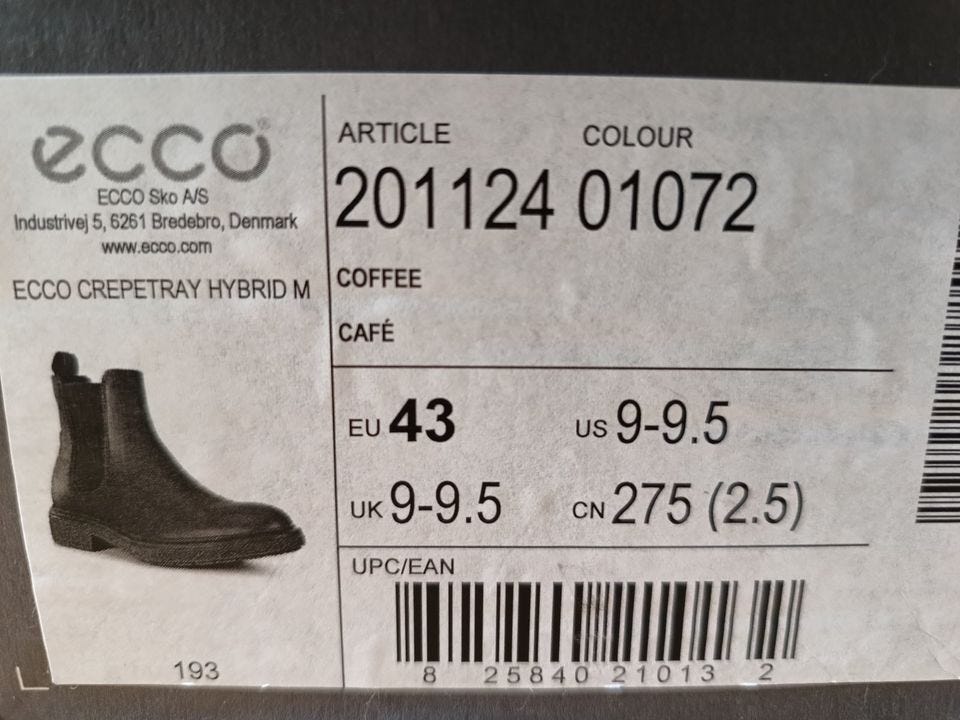 ecco®
ECCO Sko A/S
Industrivej 5, 6261 Bredebro, Denmark
www.ecco.com
ECCO CREPETRAY HYBRID M
193
ARTICLE COLOUR
201124 01072
COFFEE
CAFÉ
EU 43 US 9-9.5
UK 9-9.5 CN 275 (2.5)
UPC/EAN
8 25840 21013 2